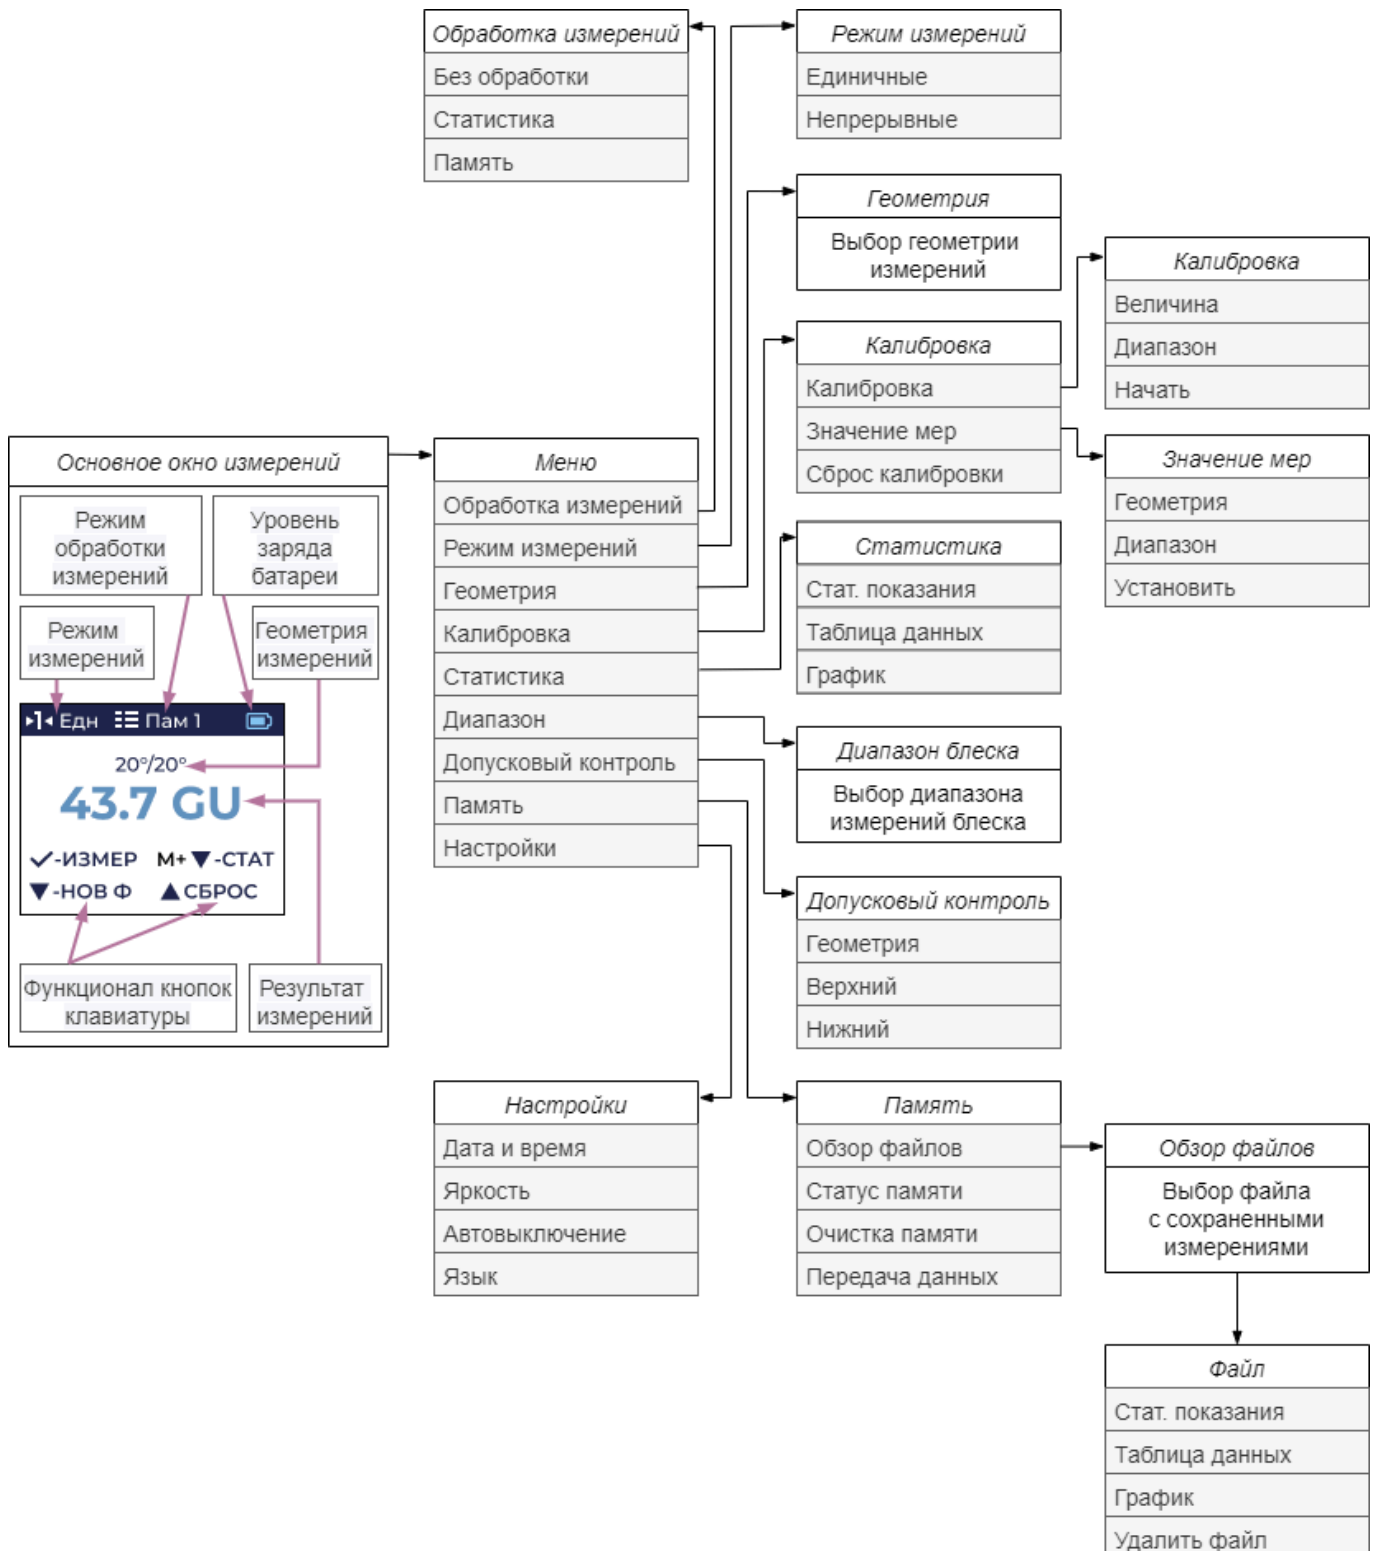 Обработка измерений
Без обработки
Статистика
Память
Режим измерений
Единичные
Непрерывные
Геометрия
Выбор геометрии
измерений
Калибровка
Калибровка
Значение мер
Сброс калибровки
Калибровка
Величина
Диапазон
Начать
Значение мер
Геометрия
Диапазон
Установить
Основное окно измерений
Режим
обработки
измерений
Уровень
заряда
батареи
Режим
измерений
Геометрия
измерений
1 Едн Пам 1
20°/20°
43.7 GU
✓-ИЗМЕР M+▼-СТАТ
▼-НОВ Ф ▲СБРОС
Функционал кнопок
клавиатуры
Результат
измерений
Меню
Обработка измерений
Режим измерений
Геометрия
Калибровка
Статистика
Диапазон
Допусковый контроль
Память
Настройки
Статистика
Стат. показания
Таблица данных
График
Диапазон блеска
Выбор диапазона
измерений блеска
Допусковый контроль
Геометрия
Верхний
Нижний
Настройки
Дата и время
Яркость
Автовыключение
Язык
Память
Обзор файлов
Статус памяти
Очистка памяти
Передача данных
Обзор файлов
Выбор файла
с сохраненными
измерениями
Файл
Стат. показания
Таблица данных
График
Удалить файл